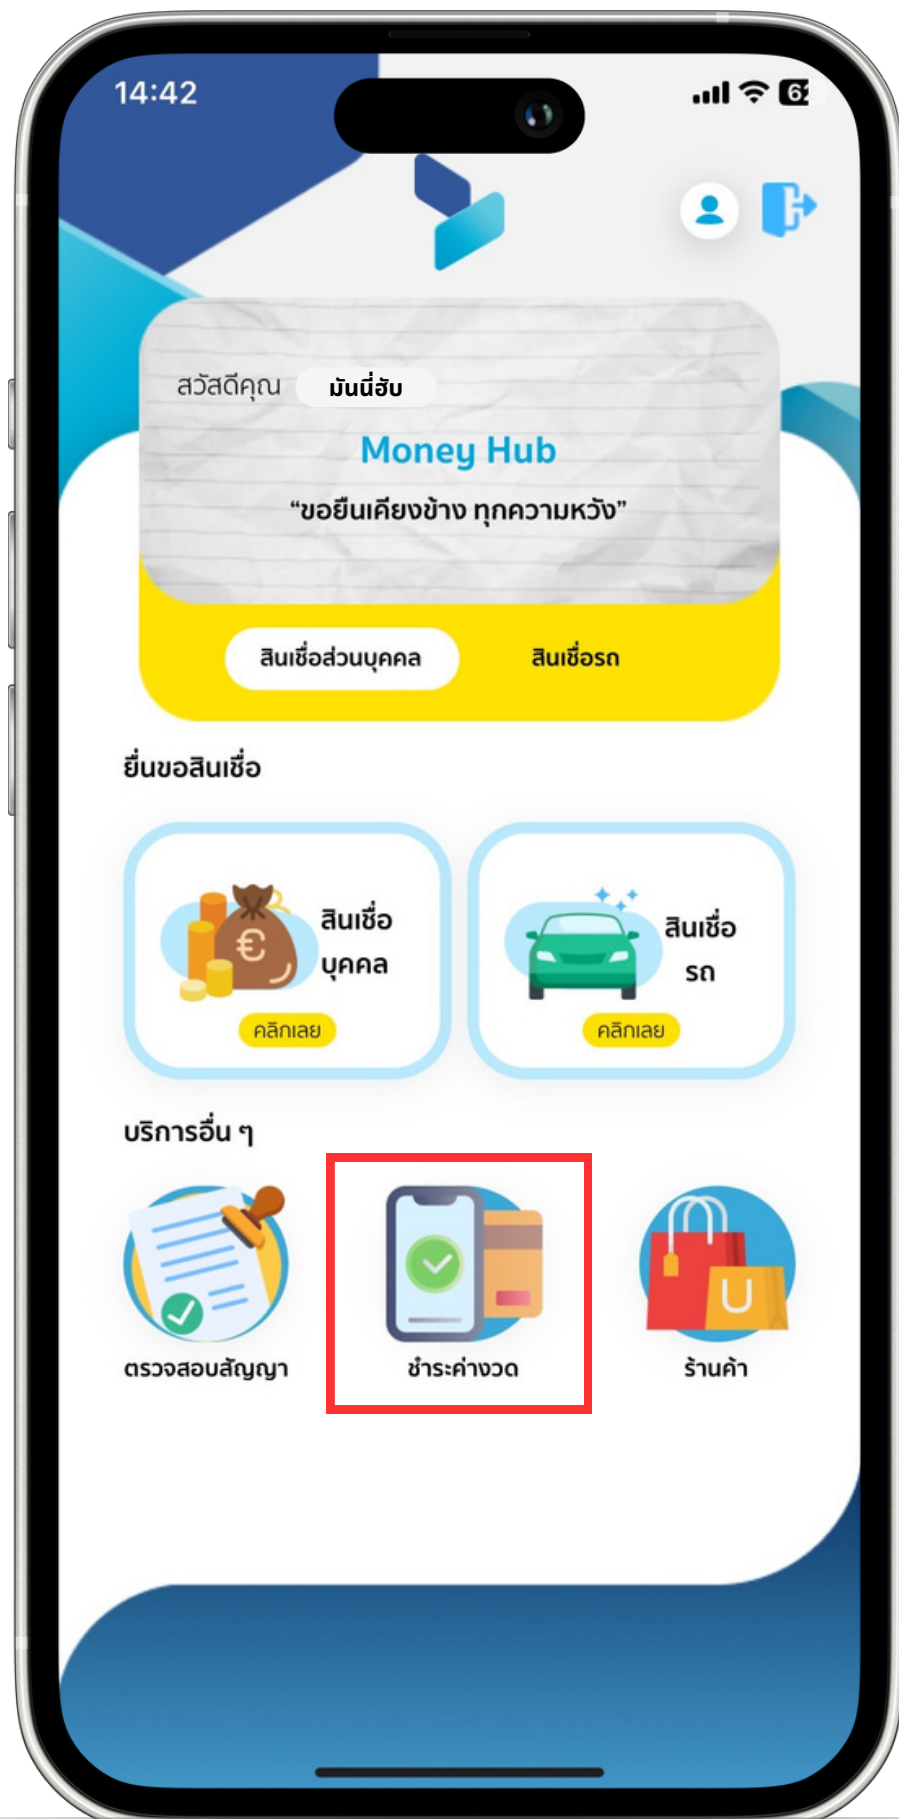 14:42
สวัสดีคุณ มันนี่ฮับ
Money Hub
“ขอยืนเคียงข้าง ทุกความหวัง”
สินเชื่อส่วนบุคคล สินเชื่อรถ
ยื่นขอสินเชื่อ
สินเชื่อ
บุคคล
คลิกเลย
สินเชื่อ
รถ
คลิกเลย
บริการอื่น ๆ
ตรวจสอบสัญญา ชำระค่างวด ร้านค้า